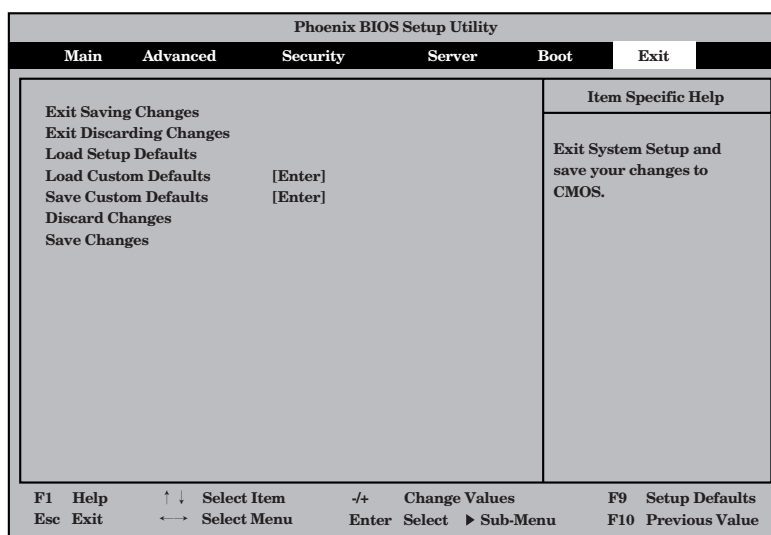 Phoenix BIOS Setup Utility
Main Advanced Security Server Boot Exit
Exit Saving Changes
Exit Discarding Changes
Load Setup Defaults
Load Custom Defaults [Enter]
Save Custom Defaults [Enter]
Discard Changes
Save Changes
Item Specific Help
Exit System Setup and
save your changes to
CMOS.
F1 Help ↑↓ Select Item -/+ Change Values F9 Setup Defaults
Esc Exit ←→ Select Menu Enter Select ▶ Sub-Menu F10 Previous Value